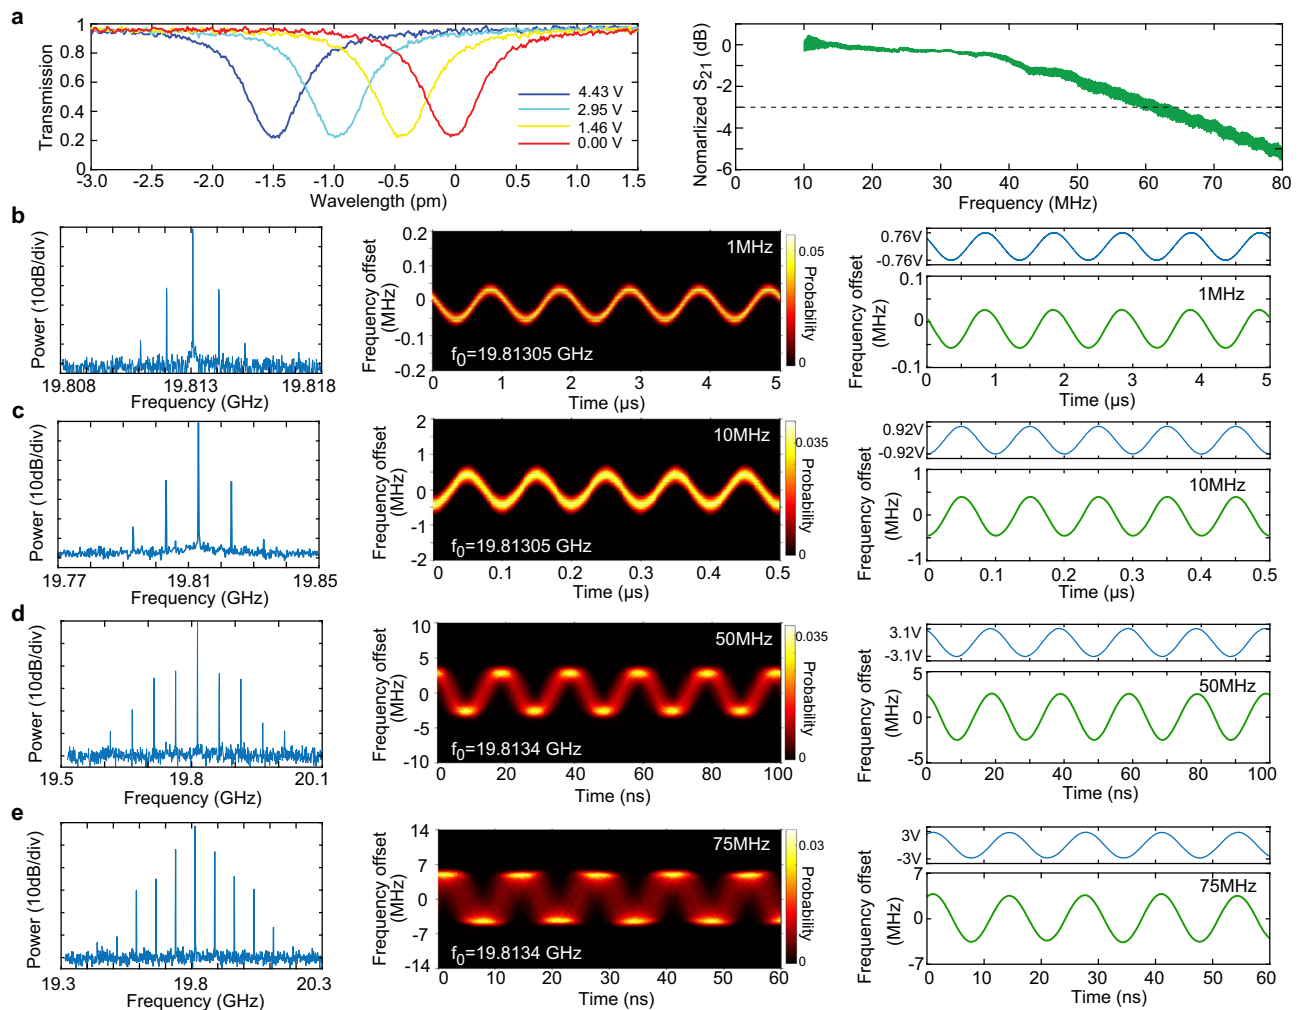 a
Transmission
1
0.8
0.6
0.4
0.2
0
4.43 V
2.95 V
1.46 V
0.00 V
-3.0 -2.5 -2.0 -1.5 -1.0 -0.5 0 0.5 1.0 1.5
Wavelength (pm)
Nomarlized S21 (dB)
0
-2
-4
-6
0 10 20 30 40 50 60 70 80
Frequency (MHz)
b
Power (10dB/div)
19.808 19.813 19.818
Frequency (GHz)
Frequency offset
(MHz)
0.2
0.1
0
-0.1
-0.2
1MHz
f0=19.81305 GHz
0 1 2 3 4 5
Time (μs)
0.05
Probability
0
0.76V
-0.76V
Frequency offset
(MHz)
0.1
0
-0.1
1MHz
0 1 2 3 4 5
Time (μs)
c
Power (10dB/div)
19.77 19.81 19.85
Frequency (GHz)
Frequency offset
(MHz)
2
1
0
-1
-2
10MHz
f0=19.81305 GHz
0 0.1 0.2 0.3 0.4 0.5
Time (μs)
0.035
Probability
0
0.92V
-0.92V
Frequency offset
(MHz)
1
0
-1
10MHz
0 0.1 0.2 0.3 0.4 0.5
Time (μs)
d
Power (10dB/div)
19.5 19.8 20.1
Frequency (GHz)
Frequency offset
(MHz)
10
5
0
-5
-10
50MHz
f0=19.8134 GHz
0 20 40 60 80 100
Time (ns)
0.035
Probability
0
3.1V
-3.1V
Frequency offset
(MHz)
5
0
-5
50MHz
0 20 40 60 80 100
Time (ns)
e
Power (10dB/div)
19.3 19.8 20.3
Frequency (GHz)
Frequency offset
(MHz)
14
7
0
-7
-14
75MHz
f0=19.8134 GHz
0 10 20 30 40 50 60
Time (ns)
0.03
Probability
0
3V
-3V
Frequency offset
(MHz)
7
0
-7
75MHz
0 10 20 30 40 50 60
Time (ns)